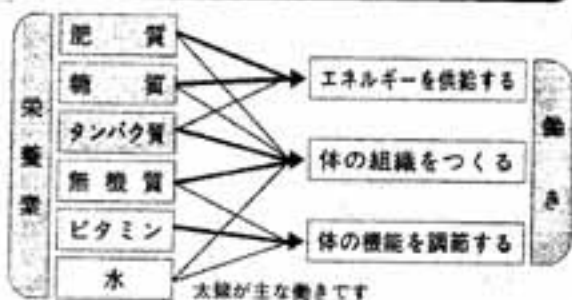 栄養素
肥質
糖質
タンパク質
無機質
ビタミン
水
エネルギーを供給する
体の組織をつくる
体の機能を調節する
働き
太線が主な働きです